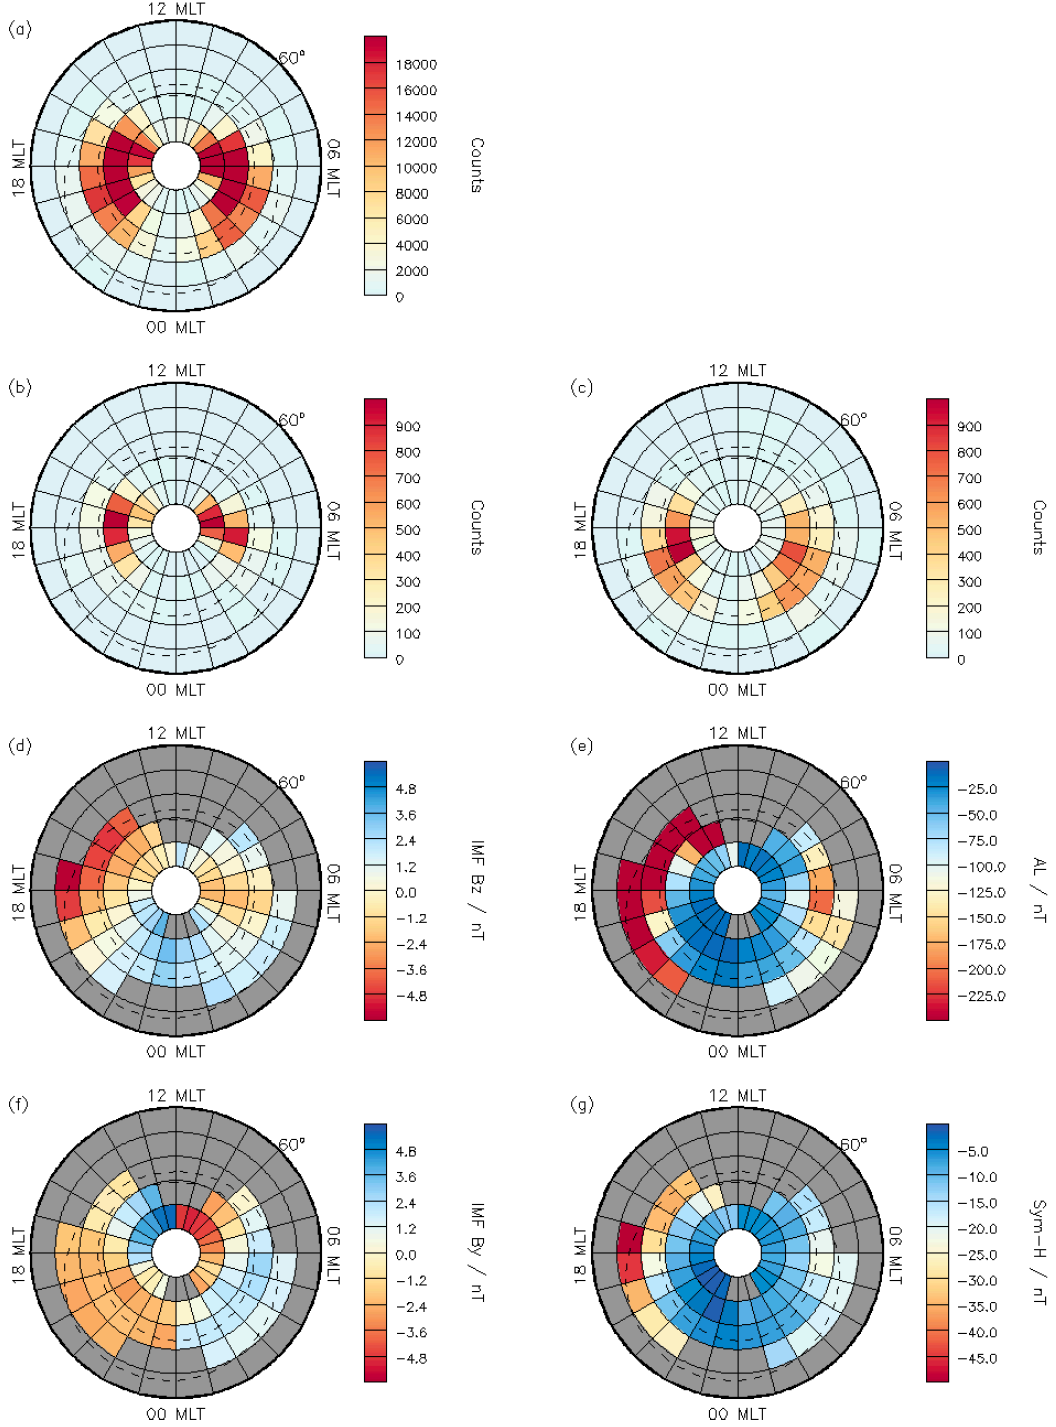 (a)
12 MLT
60°
18 MLT
06 MLT
00 MLT
18000
16000
14000
12000
10000
8000
6000
4000
2000
0
Counts
(b)
12 MLT
60°
18 MLT
06 MLT
00 MLT
900
800
700
600
500
400
300
200
100
0
Counts
(c)
12 MLT
60°
18 MLT
06 MLT
00 MLT
900
800
700
600
500
400
300
200
100
0
Counts
(d)
12 MLT
60°
18 MLT
06 MLT
00 MLT
4.8
3.6
2.4
1.2
0.0
-1.2
-2.4
-3.6
-4.8
IMF Bz / nT
(e)
12 MLT
60°
18 MLT
06 MLT
00 MLT
-25.0
-50.0
-75.0
-100.0
-125.0
-150.0
-175.0
-200.0
-225.0
AL / nT
(f)
12 MLT
60°
18 MLT
06 MLT
00 MLT
4.8
3.6
2.4
1.2
0.0
-1.2
-2.4
-3.6
-4.8
IMF By / nT
(g)
12 MLT
60°
18 MLT
06 MLT
00 MLT
-5.0
-10.0
-15.0
-20.0
-25.0
-30.0
-35.0
-40.0
-45.0
Sym-H / nT